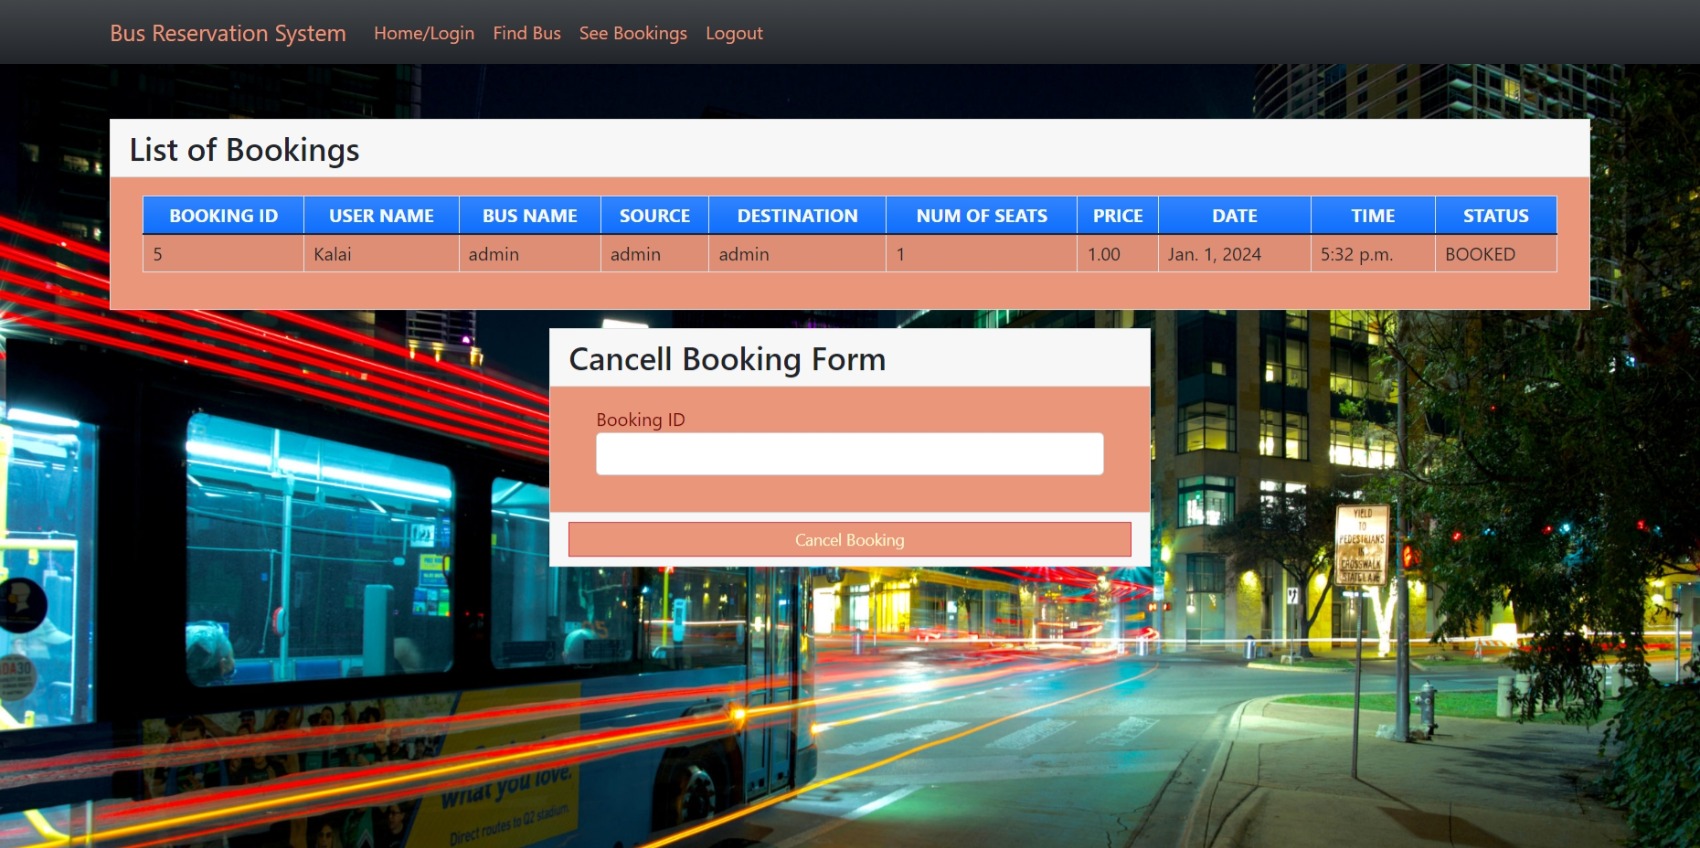 Bus Reservation System Home/Login Find Bus See Bookings Logout
List of Bookings
BOOKING ID USER NAME BUS NAME SOURCE DESTINATION NUM OF SEATS PRICE DATE TIME STATUS
5 Kalai admin admin admin 1 1.00 Jan. 1, 2024 5:32 p.m. BOOKED
Cancell Booking Form
Booking ID
Cancel Booking
YIELD
TO
PEDESTRIANS
IN
CROSSWALK
STATE LAW
what you love.
Direct routes to Q2 stadium.